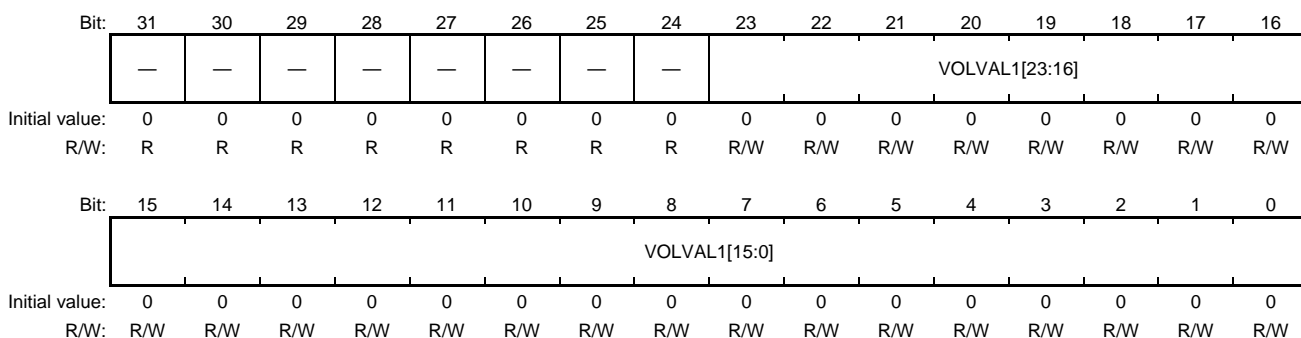 Bit: 31 30 29 28 27 26 25 24 23 22 21 20 19 18 17 16
— — — — — — — — VOLVAL1[23:16]
Initial value: 0 0 0 0 0 0 0 0 0 0 0 0 0 0 0 0
R/W: R R R R R R R R R/W R/W R/W R/W R/W R/W R/W R/W
Bit: 15 14 13 12 11 10 9 8 7 6 5 4 3 2 1 0
VOLVAL1[15:0]
Initial value: 0 0 0 0 0 0 0 0 0 0 0 0 0 0 0 0
R/W: R/W R/W R/W R/W R/W R/W R/W R/W R/W R/W R/W R/W R/W R/W R/W R/W